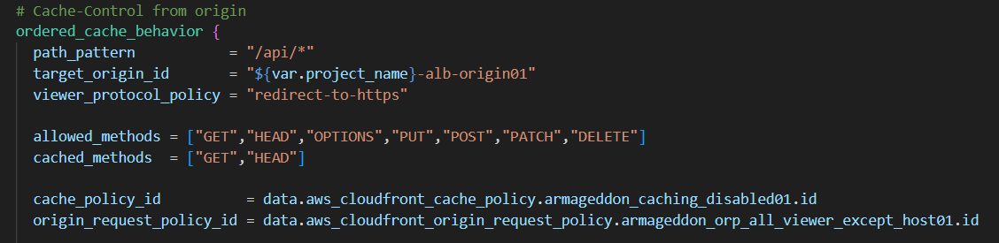 # Cache-Control from origin
ordered_cache_behavior {
path_pattern = "/api/*"
target_origin_id = "${var.project_name}-alb-origin01"
viewer_protocol_policy = "redirect-to-https"
allowed_methods = ["GET","HEAD","OPTIONS","PUT","POST","PATCH","DELETE"]
cached_methods = ["GET","HEAD"]
cache_policy_id = data.aws_cloudfront_cache_policy.armageddon_caching_disabled01.id
origin_request_policy_id = data.aws_cloudfront_origin_request_policy.armageddon_orp_all_viewer_except_host01.id